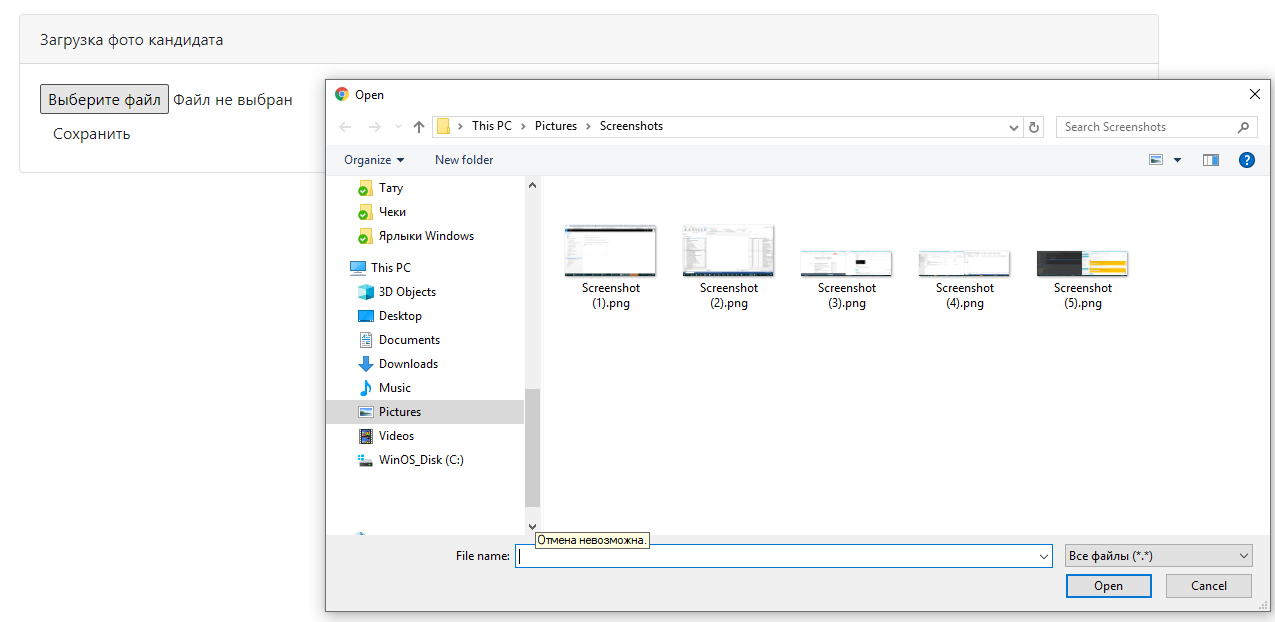 Загрузка фото кандидата
Выберите файл Файл не выбран
Сохранить
Open
This PC > Pictures > Screenshots
Search Screenshots
Organize
New folder
Тату
Чеки
Ярлыки Windows
This PC
3D Objects
Desktop
Documents
Downloads
Music
Pictures
Videos
WinOS_Disk (C:)
Screenshot
(1).png
Screenshot
(2).png
Screenshot
(3).png
Screenshot
(4).png
Screenshot
(5).png
Отмена невозможна.
File name:
Все файлы (*.*)
Open
Cancel